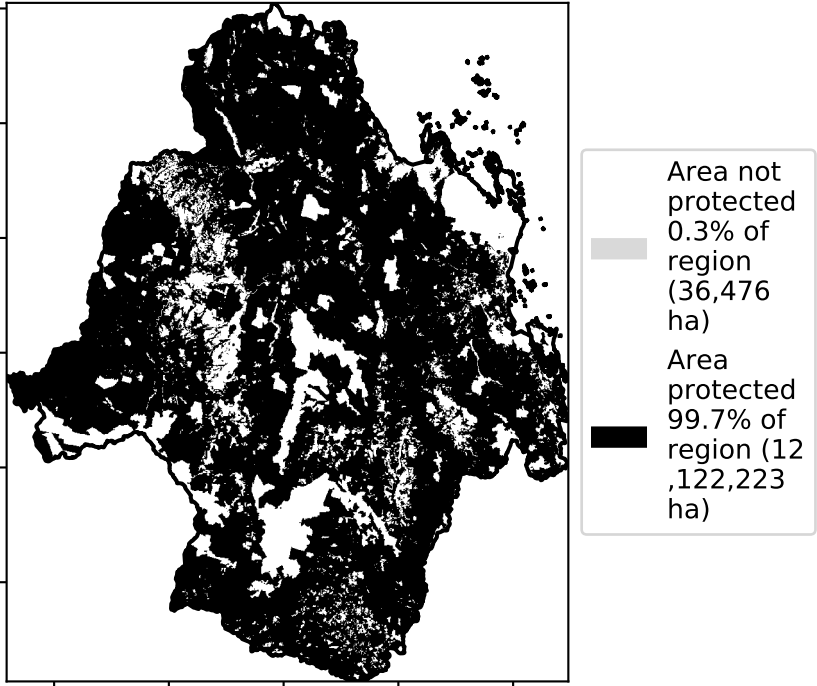 Area not
protected
0.3% of
region
(36,476
ha)
Area
protected
99.7% of
region (12
,122,223
ha)